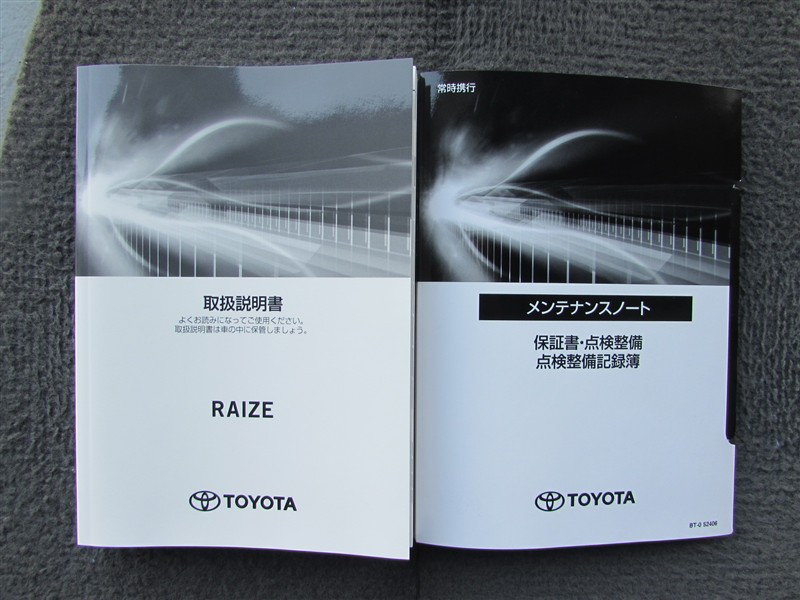 取扱説明書
よくお読みになってご使用ください。
取扱説明書は車の中に保管しましょう。
RAIZE
TOYOTA
常時携行
メンテナンスノート
保証書・点検整備
点検整備記録簿
TOYOTA
BT-0 52406